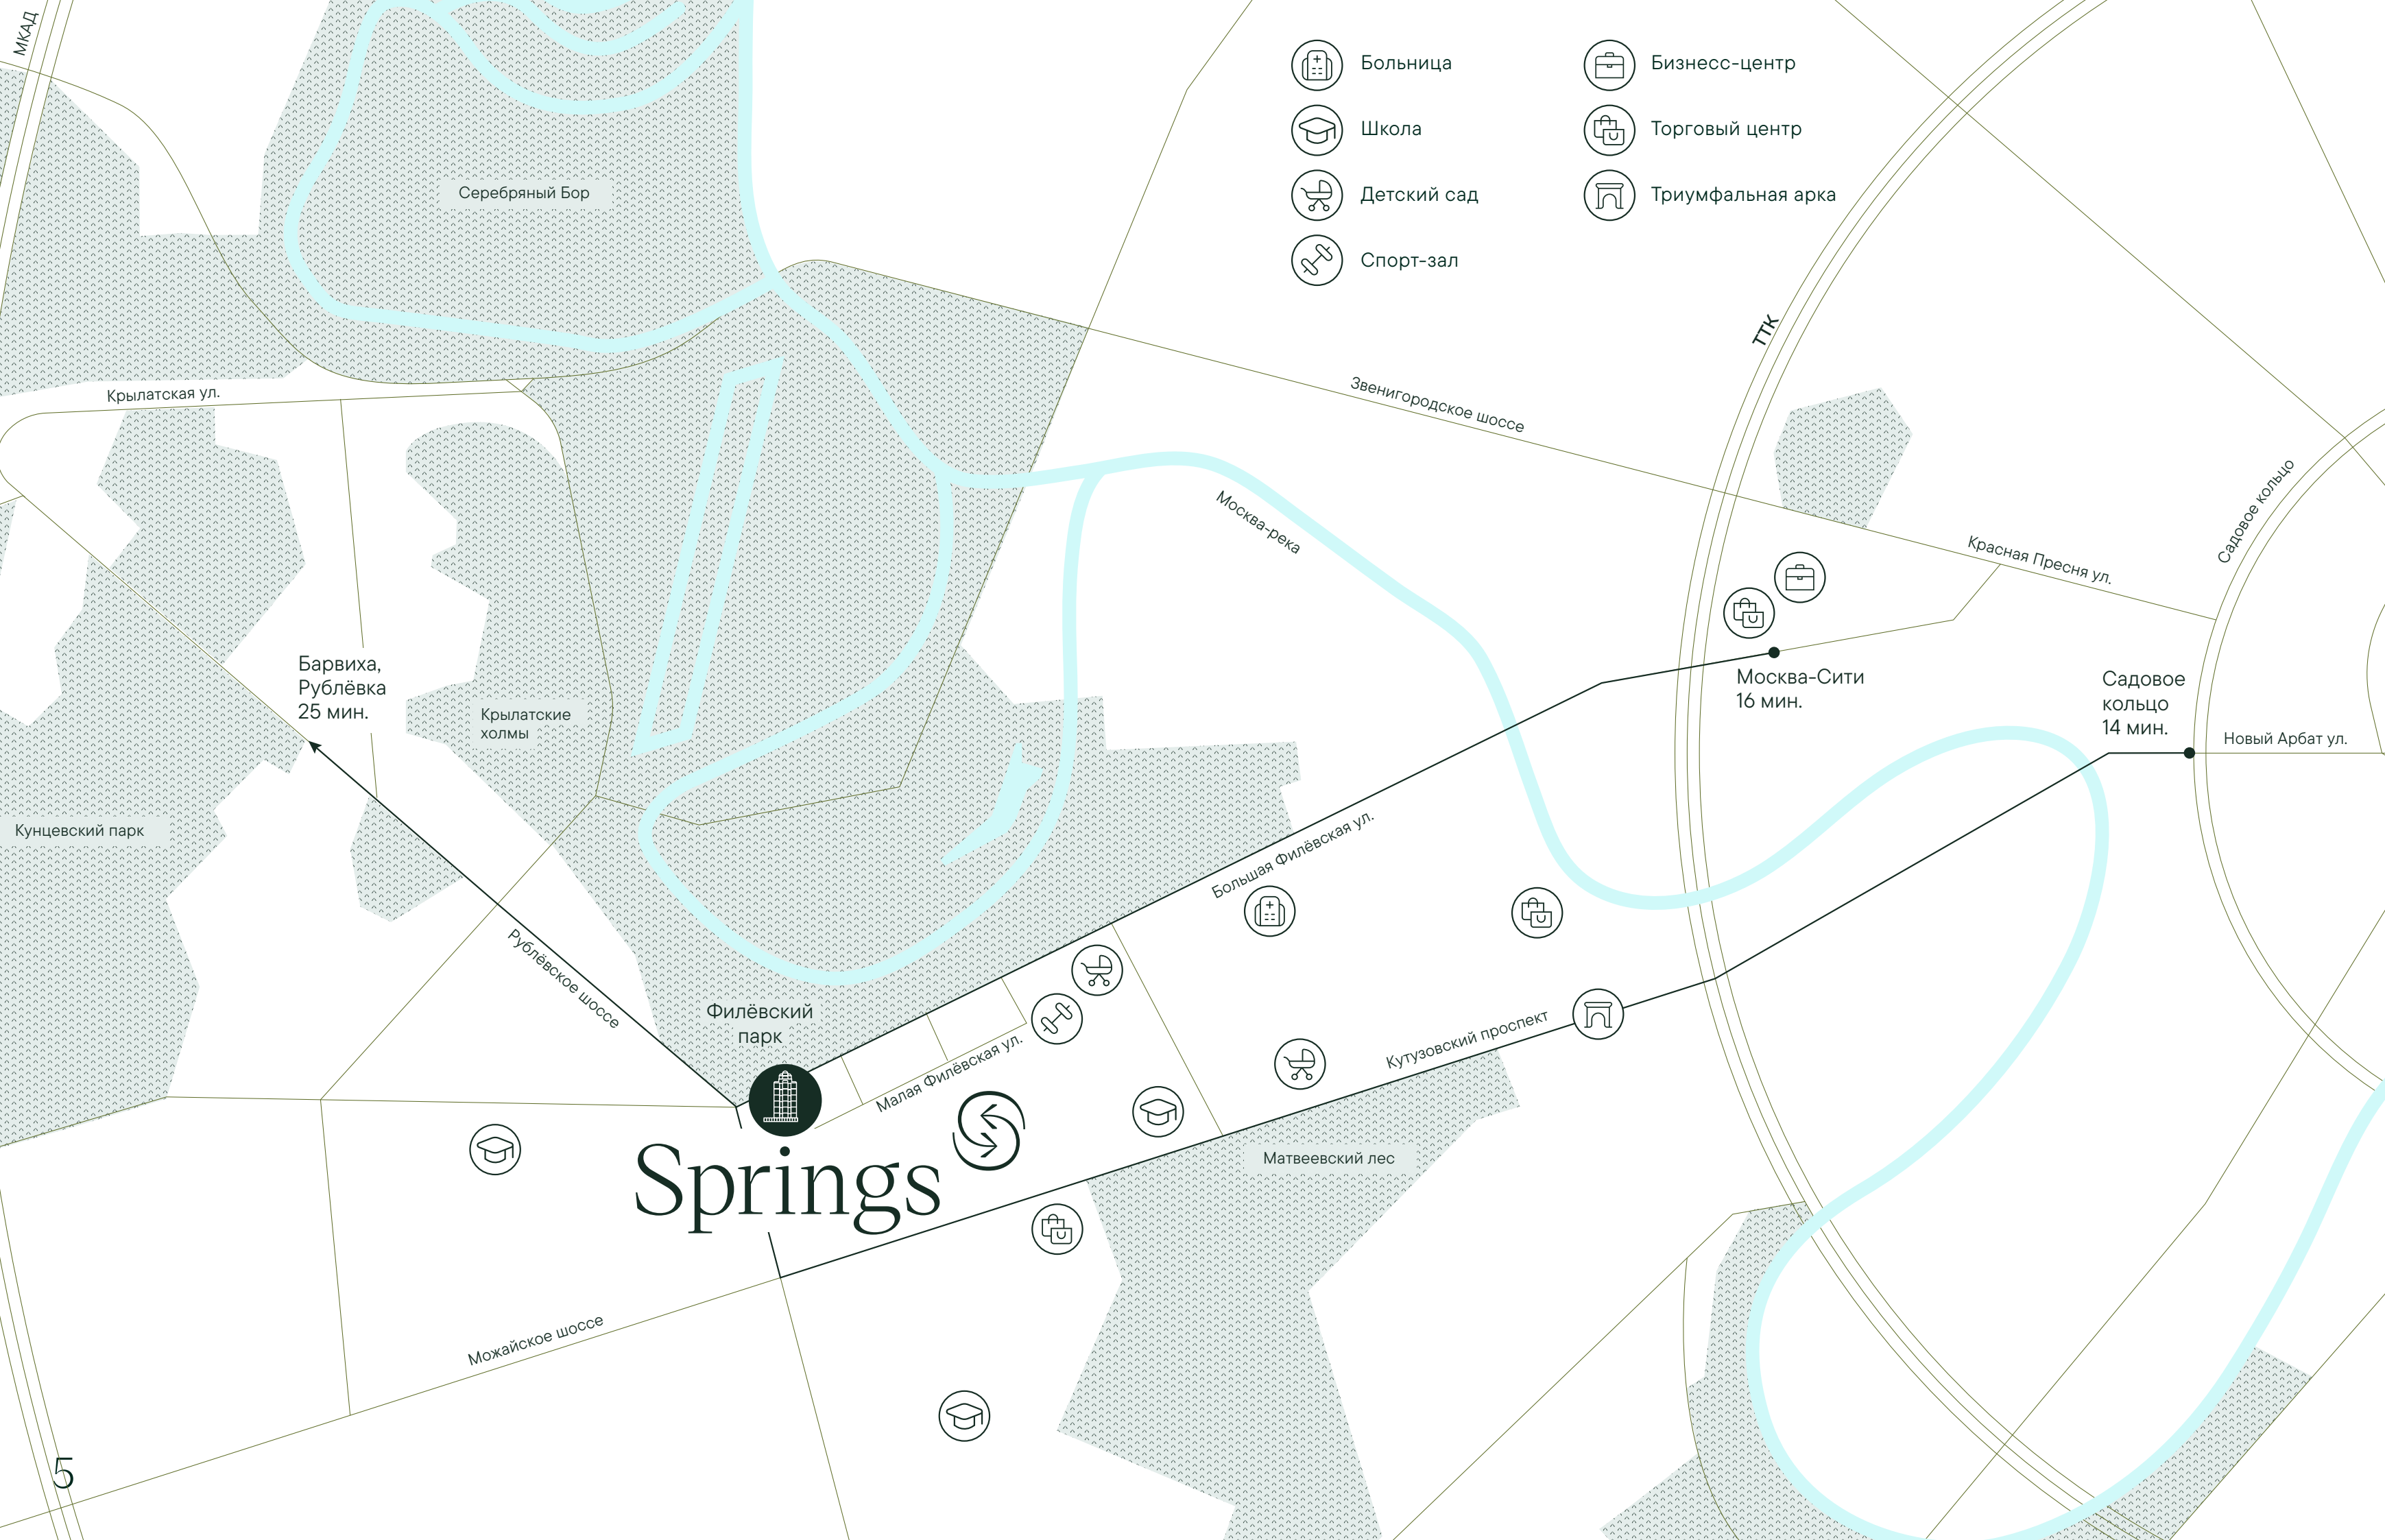 МКАД
Больница
Бизнесс-центр
Школа
Торговый центр
Детский сад
Триумфальная арка
Спорт-зал
Серебряный Бор
ТТК
Крылатская ул.
Звенигородское шоссе
Москва-река
Садовое кольцо
Красная Пресня ул.
Барвиха,
Рублёвка
25 мин.
Крылатские
холмы
Москва-Сити
16 мин.
Садовое
кольцо
14 мин.
Новый Арбат ул.
Кунцевский парк
Большая Филёвская ул.
Рублёвское шоссе
Филёвский
парк
Малая Филёвская ул.
Кутузовский проспект
Матвеевский лес
Springs
Можайское шоссе
5